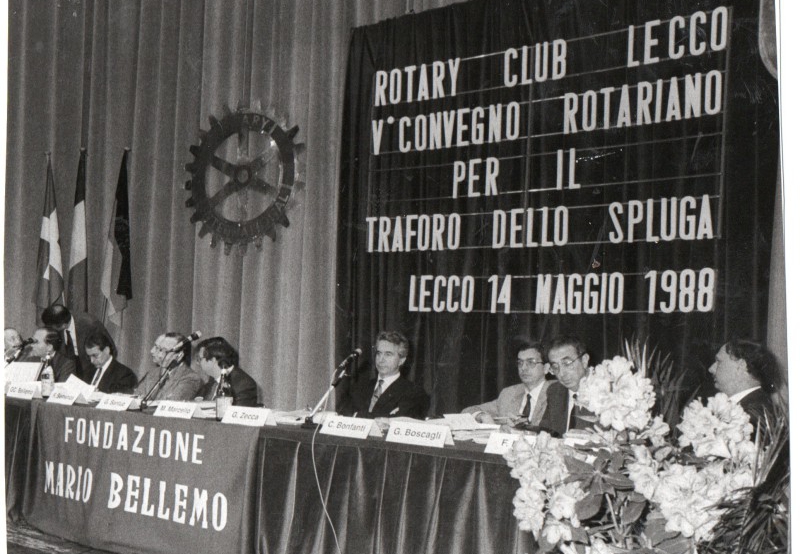 ROTARY CLUB LECCO
V° CONVEGNO ROTARIANO
PER IL
TRAFORO DELLO SPLUGA
LECCO 14 MAGGIO 1988
M. Marcello
G. Zecca
C. Bonfanti
G. Boscagli
F.
FONDAZIONE
MARIO BELLEMO